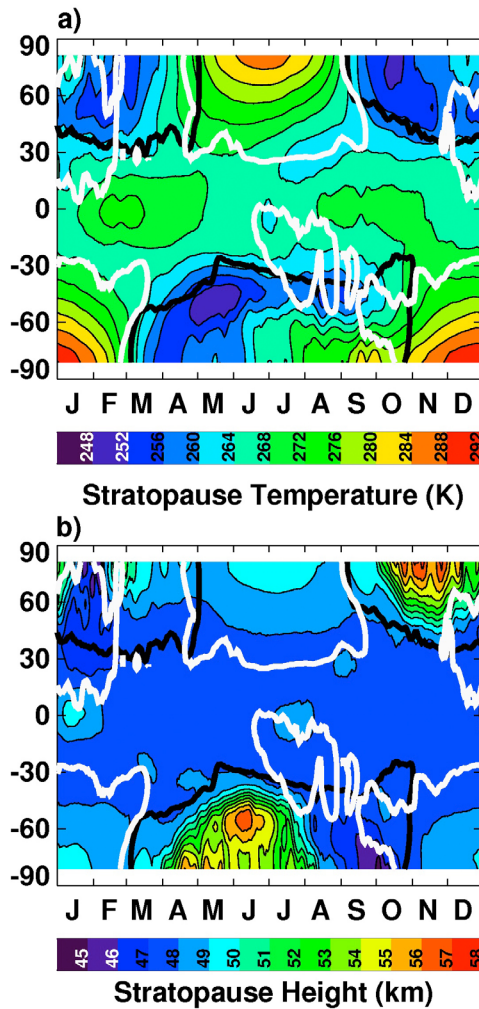 a)
90
60
30
0
-30
-60
-90
J F M A M J J A S O N D
248 252 256 260 264 268 272 276 280 284 288 292
Stratopause Temperature (K)
b)
90
60
30
0
-30
-60
-90
J F M A M J J A S O N D
45 46 47 48 49 50 51 52 53 54 55 56 57 58
Stratopause Height (km)